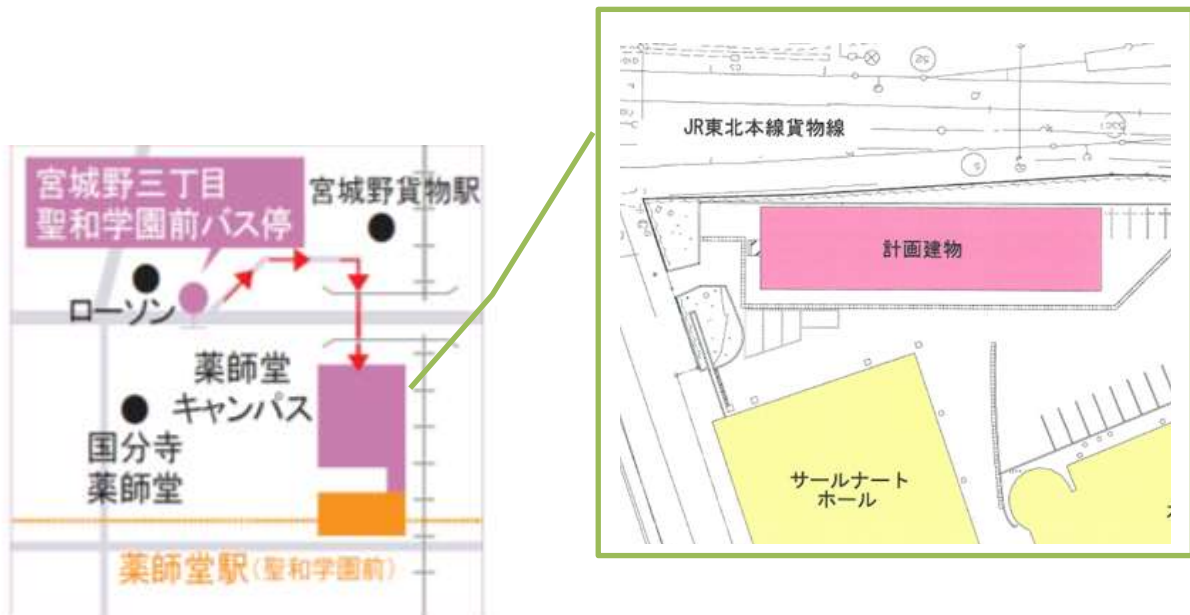 宮城野三丁目
聖和学園前バス停
宮城野貨物駅
ローソン
薬師堂
キャンパス
国分寺
薬師堂
薬師堂駅(聖和学園前)
JR東北本線貨物線
計画建物
サールナート
ホール